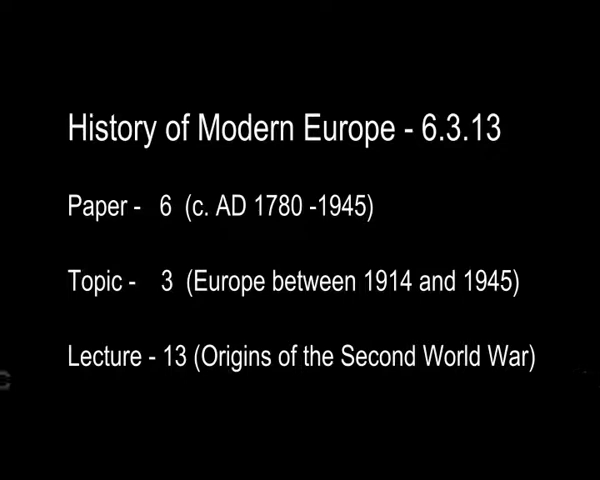 History of Modern Europe - 6.3.13
Paper - 6 (c. AD 1780 -1945)
Topic - 3 (Europe between 1914 and 1945)
Lecture - 13 (Origins of the Second World War)